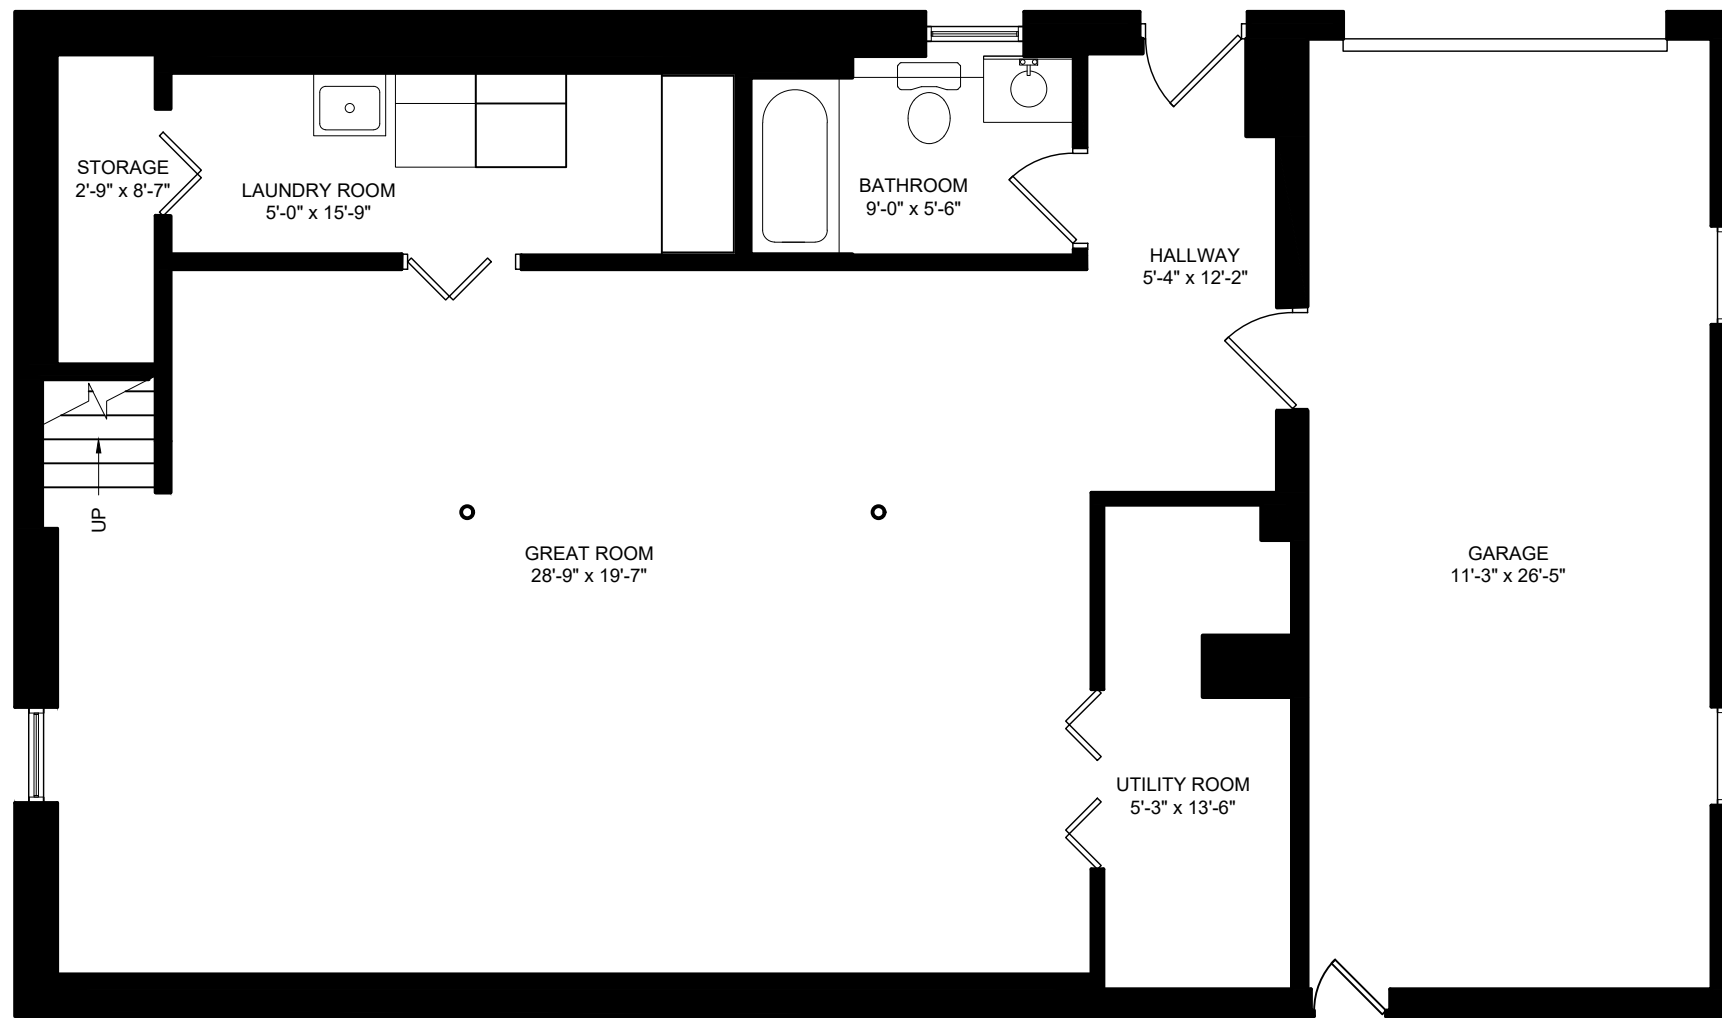 STORAGE
2'-9" x 8'-7"
LAUNDRY ROOM
5'-0" x 15'-9"
BATHROOM
9'-0" x 5'-6"
HALLWAY
5'-4" x 12'-2"
UP
GREAT ROOM
28'-9" x 19'-7"
GARAGE
11'-3" x 26'-5"
UTILITY ROOM
5'-3" x 13'-6"